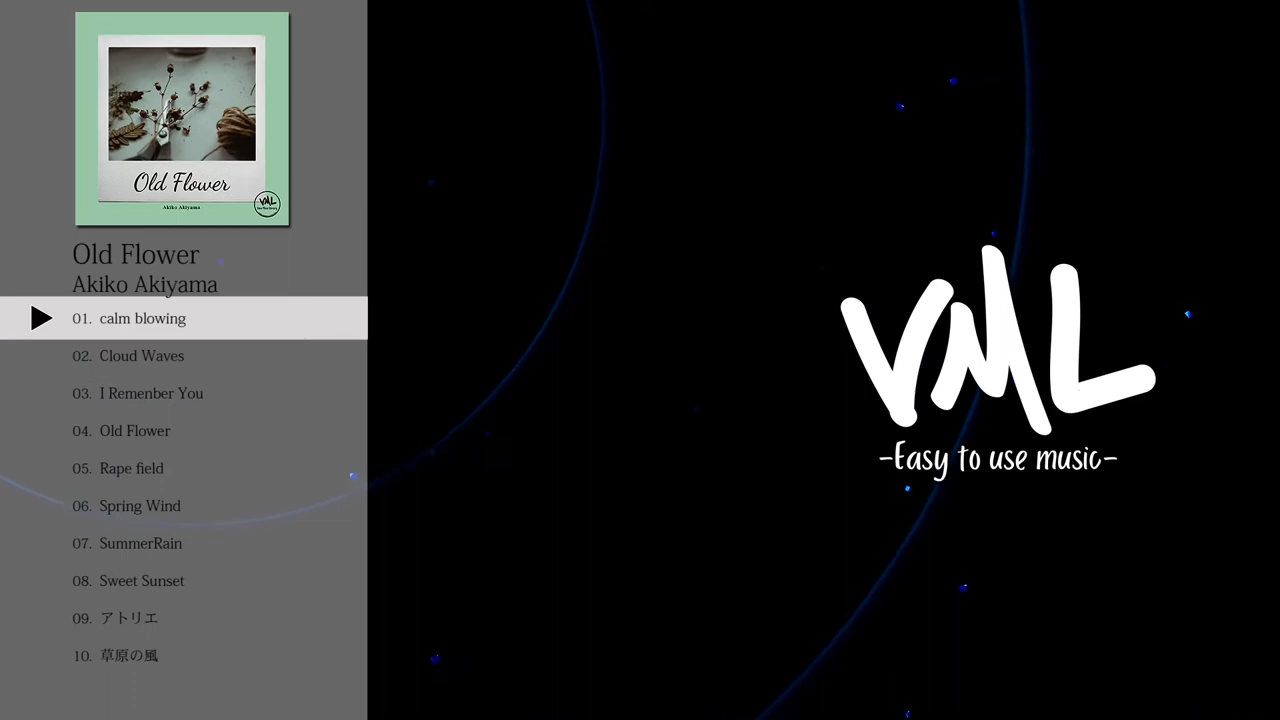 Old Flower
Akiko Akiyama
VML
Old Flower
Akiko Akiyama
01. calm blowing
02. Cloud Waves
03. I Remenber You
04. Old Flower
05. Rape field
06. Spring Wind
07. SummerRain
08. Sweet Sunset
09. アトリエ
10. 草原の風
VML
-Easy to use music-